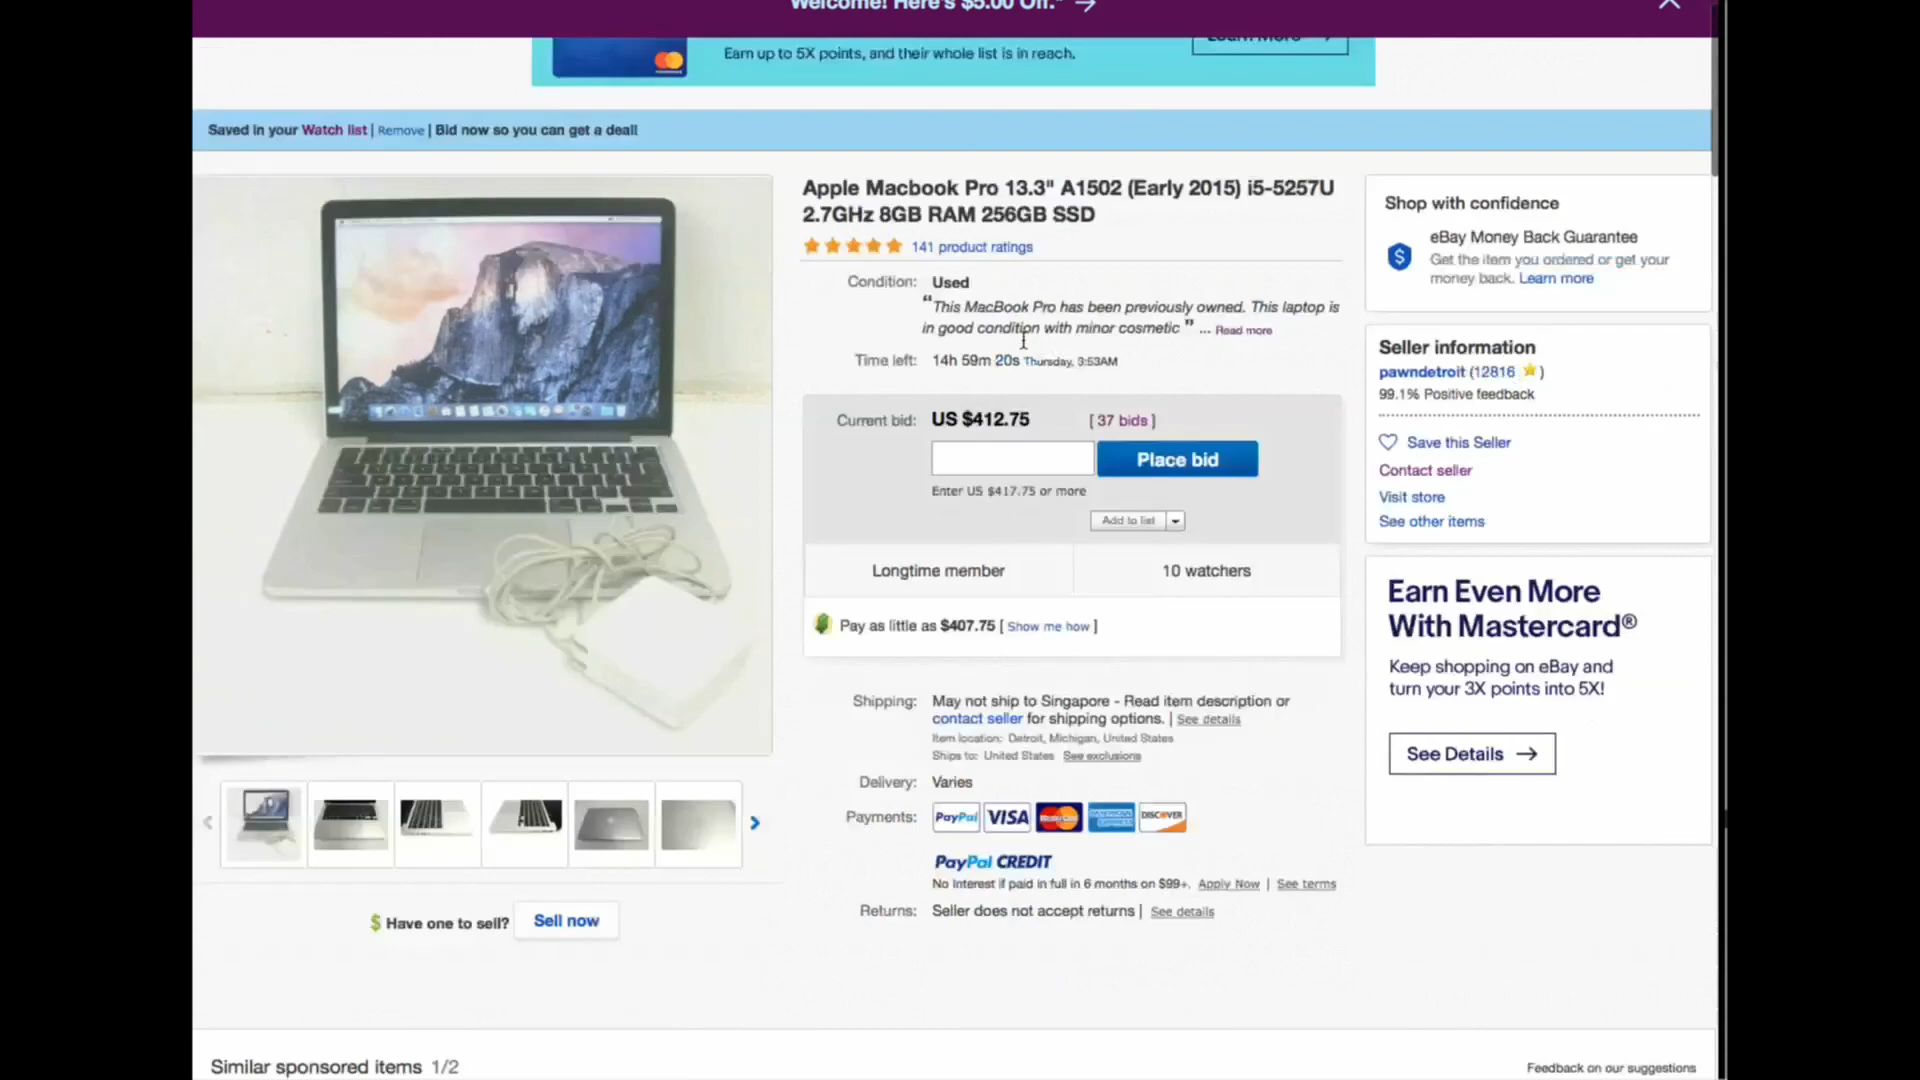 Welcome! Here's $5.00 Off.* →
Earn up to 5X points, and their whole list is in reach.
Learn More
Saved in your Watch list | Remove | Bid now so you can get a deal!
Apple Macbook Pro 13.3" A1502 (Early 2015) i5-5257U
2.7GHz 8GB RAM 256GB SSD
141 product ratings
Condition: Used
"This MacBook Pro has been previously owned. This laptop is
in good condition with minor cosmetic " ... Read more
Time left: 14h 59m 20s Thursday, 3:53AM
Current bid: US $412.75 [ 37 bids ]
Place bid
Enter US $417.75 or more
Add to list
Longtime member 10 watchers
Pay as little as $407.75 [ Show me how ]
Shipping: May not ship to Singapore - Read item description or
contact seller for shipping options. | See details
Item location: Detroit, Michigan, United States
Ships to: United States See exclusions
Delivery: Varies
Payments: PayPal VISA MasterCard AMERICAN EXPRESS DISCOVER
PayPal CREDIT
No Interest if paid in full in 6 months on $99+. Apply Now | See terms
Returns: Seller does not accept returns | See details
Shop with confidence
eBay Money Back Guarantee
Get the item you ordered or get your
money back. Learn more
Seller information
pawndetroit (12816 )
99.1% Positive feedback
Save this Seller
Contact seller
Visit store
See other items
Earn Even More
With Mastercard®
Keep shopping on eBay and
turn your 3X points into 5X!
See Details →
$ Have one to sell? Sell now
Similar sponsored items 1/2
Feedback on our suggestions